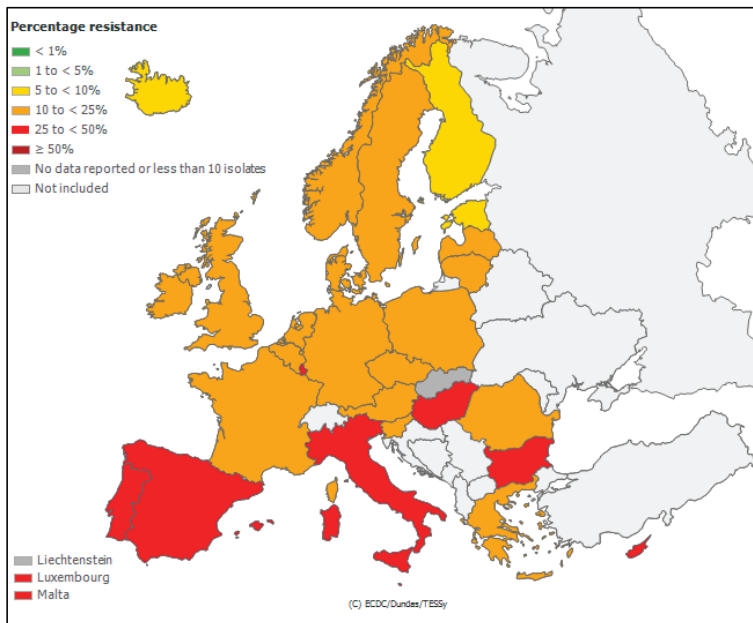 Percentage resistance
< 1%
1 to < 5%
5 to < 10%
10 to < 25%
25 to < 50%
≥ 50%
No data reported or less than 10 isolates
Not included
Liechtenstein
Luxembourg
Malta
(C) ECDC/Dundas/TESSy